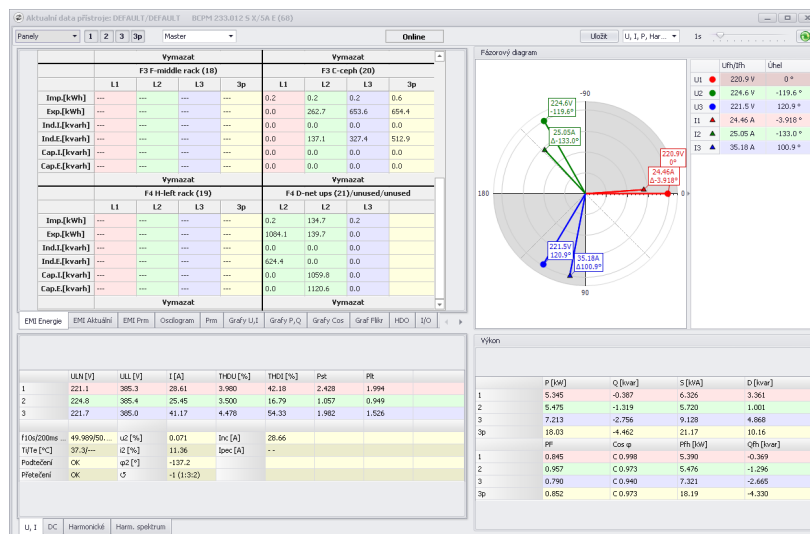 Aktualní data přístroje: DEFAULT/DEFAULT BCPM 233.012 S X/5A E (60)
Panely 1 2 3 3p Master Online Uložit U, I, P, Har... 1s
Vymazat Vymazat
F3 F-middle rack (18) F3 C-ceph (20)
L1 L2 L3 3p L1 L2 L3 3p
Imp.[kWh] --- --- --- --- 0.2 0.2 0.2 0.6
Exp.[kWh] --- --- --- --- 0.0 262.7 653.6 654.4
Ind.I.[kvarh] --- --- --- --- 0.0 0.0 0.0 0.0
Ind.E.[kvarh] --- --- --- --- 0.0 137.1 327.4 512.9
Cap.I.[kvarh] --- --- --- --- 0.0 0.0 0.0 0.0
Cap.E.[kvarh] --- --- --- --- 0.0 0.0 0.0 0.0
Vymazat Vymazat
F4 H-left rack (19) F4 D-net ups (21)/unused/unused
L1 L2 L3 3p L2 L2 L3
Imp.[kWh] --- --- --- --- 0.2 134.7 0.2
Exp.[kWh] --- --- --- --- 1084.1 139.7 0.0
Ind.I.[kvarh] --- --- --- --- 0.0 0.0 0.0
Ind.E.[kvarh] --- --- --- --- 624.4 0.0 0.0
Cap.I.[kvarh] --- --- --- --- 0.0 1059.8 0.0
Cap.E.[kvarh] --- --- --- --- 0.0 1120.6 0.0
Vymazat Vymazat
EMI Energie EMI Aktuální EMI Prm Oscilogram Prm Grafy U,I Grafy P,Q Grafy Cos Graf Flikr HDO I/O
Fázorový diagram
-90
224.6V
-119.6°
25.05A
Δ-133.0°
220.9V
0°
24.46A
Δ-3.918°
180
0
221.5V
120.9°
35.18A
Δ100.9°
90
Ufh/Ifh Úhel
U1 220.9 V 0 °
U2 224.6 V -119.6 °
U3 221.5 V 120.9 °
I1 24.46 A -3.918 °
I2 25.05 A -133.0 °
I3 35.18 A 100.9 °
ULN [V] ULL [V] I [A] THDU [%] THDI [%] Pst Plt
1 221.1 385.3 28.61 3.980 42.18 2.428 1.994
2 224.8 385.4 25.45 3.500 16.79 1.057 0.949
3 221.7 385.0 41.17 4.478 54.33 1.982 1.526
f10s/200ms ... 49.989/50... u2 [%] 0.071 Inc [A] 28.66
Ti/Te [°C] 37.3/--- i2 [%] 11.36 Ipec [A] --
Podtečení OK φ2 [°] -137.2
Přetečení OK ↺ -1 (1:3:2)
U, I DC Harmonické Harm. spektrum
Výkon
P [kW] Q [kvar] S [kVA] D [kvar]
1 5.345 -0.387 6.326 3.361
2 5.475 -1.319 5.720 1.001
3 7.213 -2.756 9.128 4.868
3p 18.03 -4.462 21.17 10.16
PF Cos φ Pfh [kW] Qfh [kvar]
1 0.845 C 0.998 5.390 -0.369
2 0.957 C 0.973 5.476 -1.296
3 0.790 C 0.940 7.321 -2.665
3p 0.852 C 0.973 18.19 -4.330